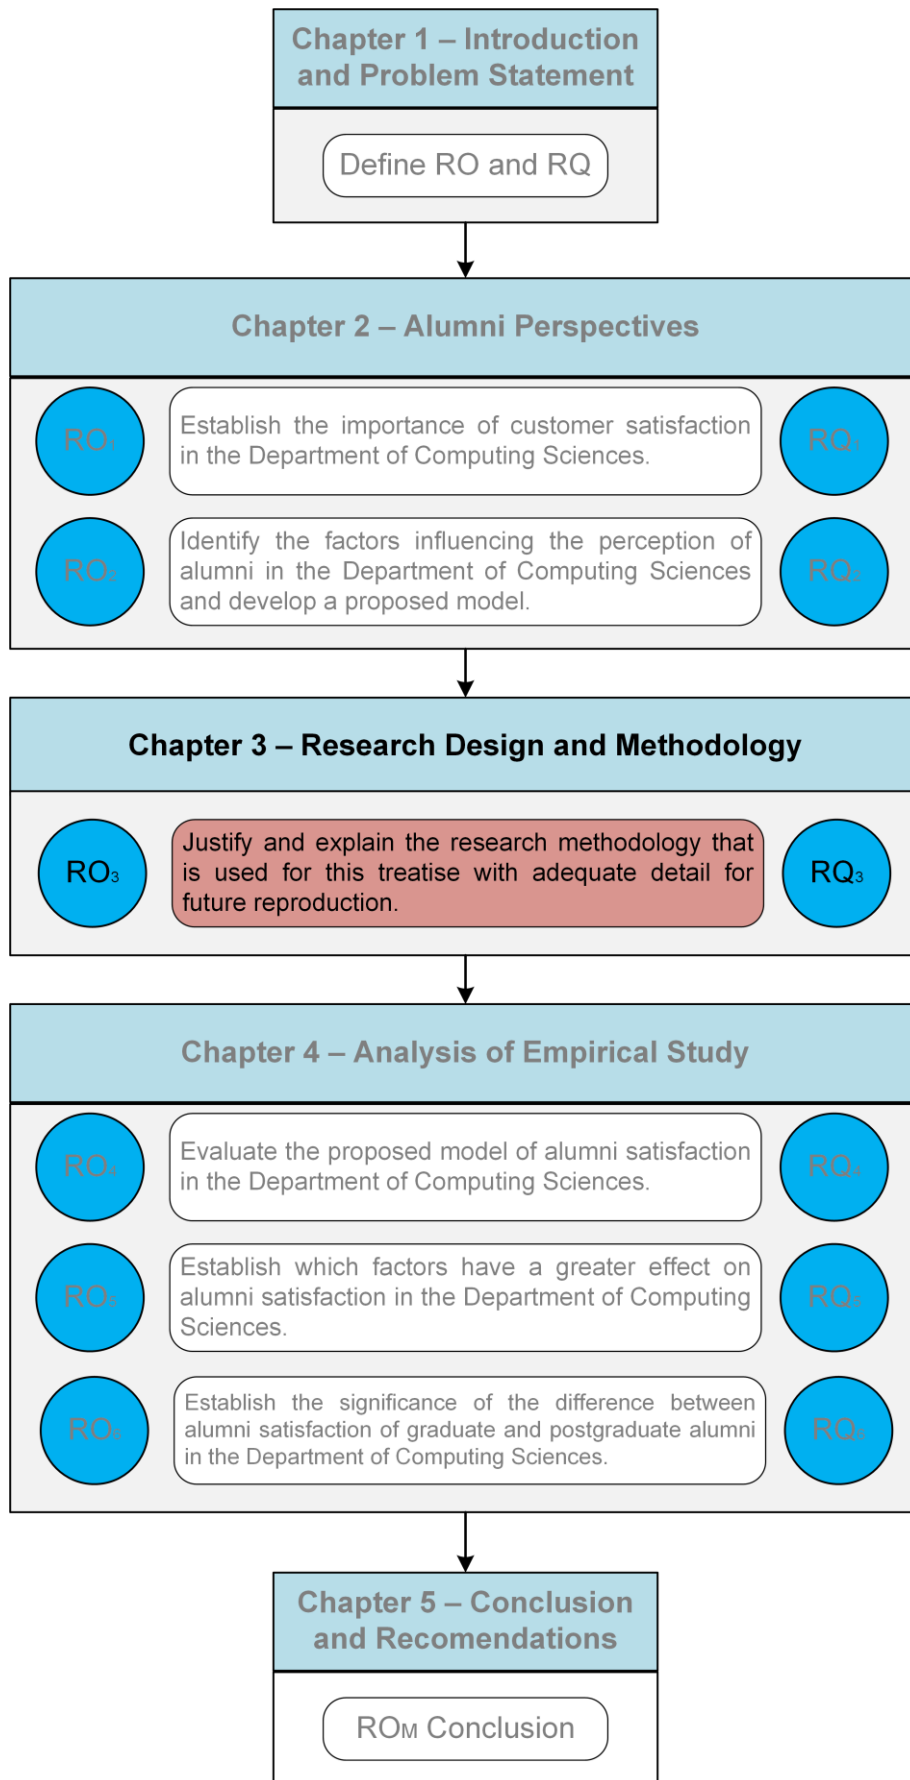 Chapter 1 – Introduction
and Problem Statement
Define RO and RQ
Chapter 2 – Alumni Perspectives
RO1
Establish the importance of customer satisfaction
in the Department of Computing Sciences.
RQ1
RO2
Identify the factors influencing the perception of
alumni in the Department of Computing Sciences
and develop a proposed model.
RQ2
Chapter 3 – Research Design and Methodology
RO3
Justify and explain the research methodology that
is used for this treatise with adequate detail for
future reproduction.
RQ3
Chapter 4 – Analysis of Empirical Study
RO4
Evaluate the proposed model of alumni satisfaction
in the Department of Computing Sciences.
RQ4
RO5
Establish which factors have a greater effect on
alumni satisfaction in the Department of Computing
Sciences.
RQ5
RO6
Establish the significance of the difference between
alumni satisfaction of graduate and postgraduate alumni
in the Department of Computing Sciences.
RQ6
Chapter 5 – Conclusion
and Recomendations
ROM Conclusion